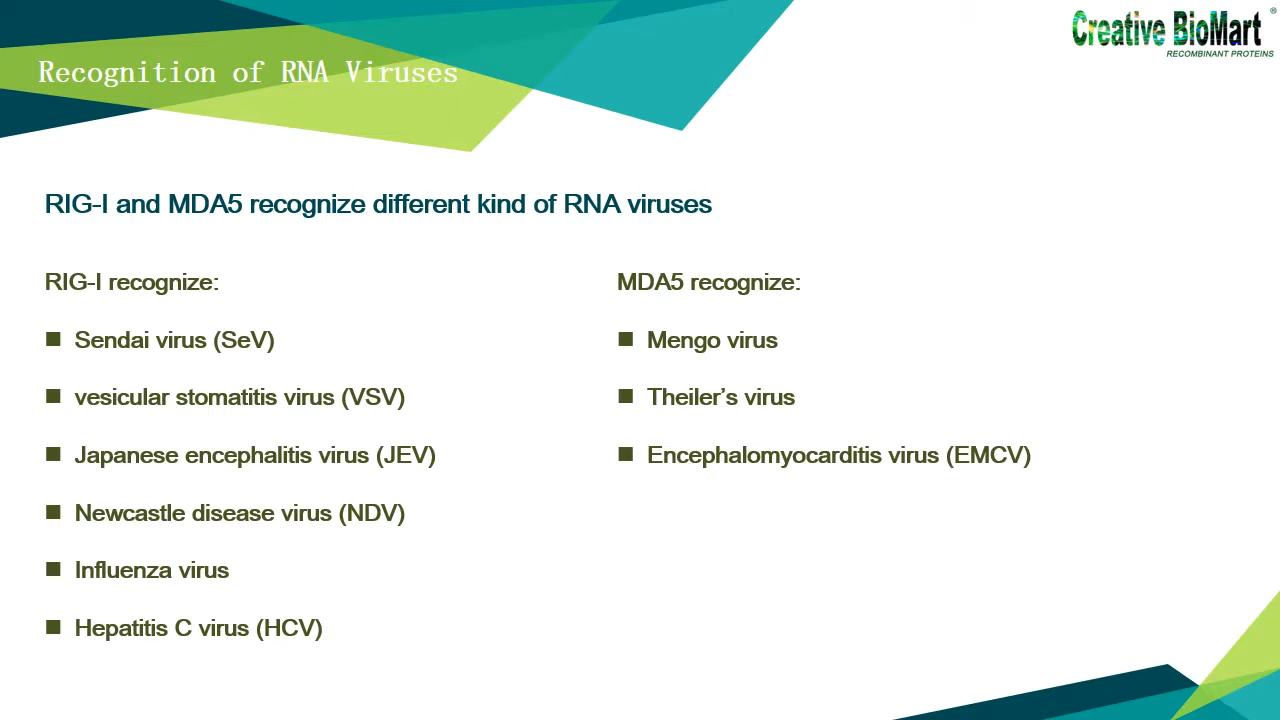 Creative BioMart®
RECOMBINANT PROTEINS
Recognition of RNA Viruses
RIG-I and MDA5 recognize different kind of RNA viruses
RIG-I recognize:
■ Sendai virus (SeV)
■ vesicular stomatitis virus (VSV)
■ Japanese encephalitis virus (JEV)
■ Newcastle disease virus (NDV)
■ Influenza virus
■ Hepatitis C virus (HCV)
MDA5 recognize:
■ Mengo virus
■ Theiler’s virus
■ Encephalomyocarditis virus (EMCV)